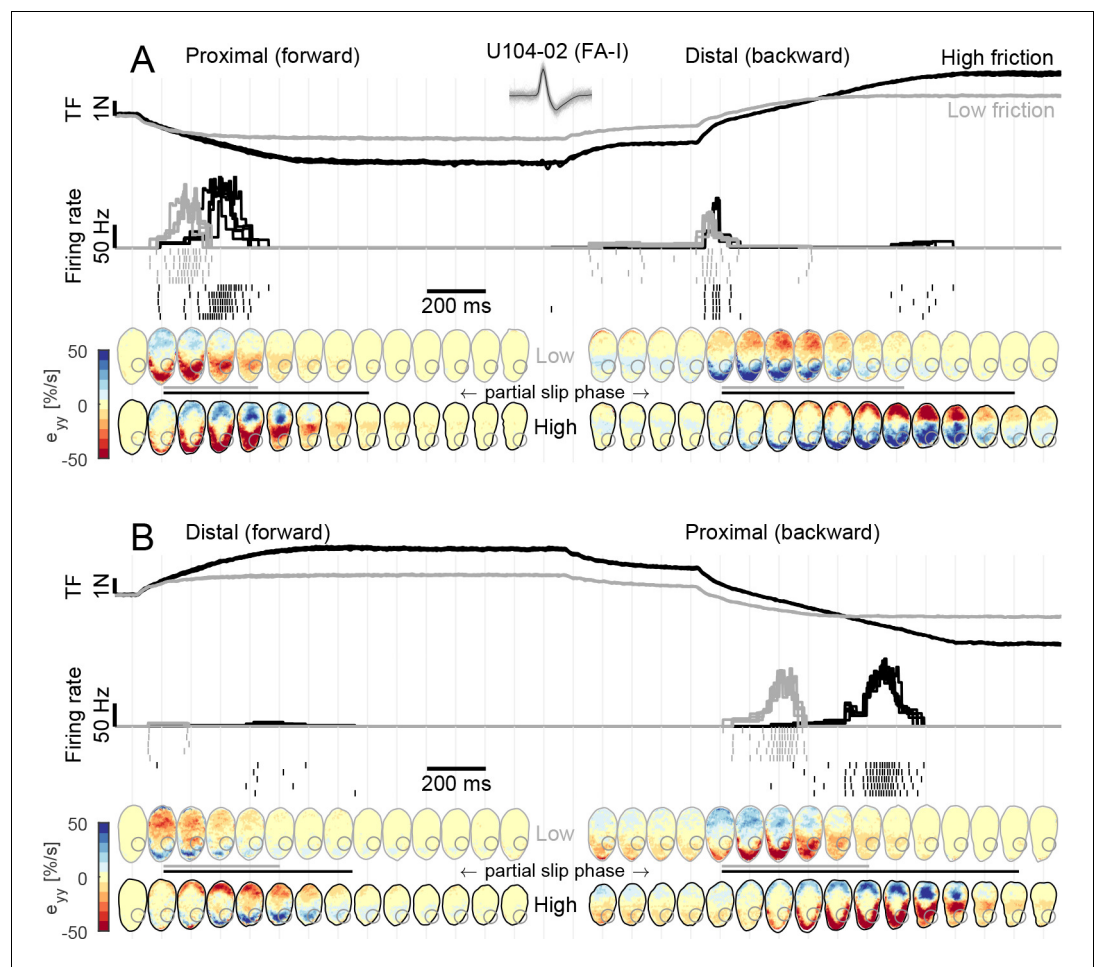 A
Proximal (forward)
U104-02 (FA-I)
Distal (backward)
High friction
Low friction
TF
1N
Firing rate
50 Hz
200 ms
50
0
-50
e yy [%/s]
Low
← partial slip phase →
High
B
Distal (forward)
Proximal (backward)
TF
1N
Firing rate
50 Hz
200 ms
50
0
-50
e yy [%/s]
Low
← partial slip phase →
High